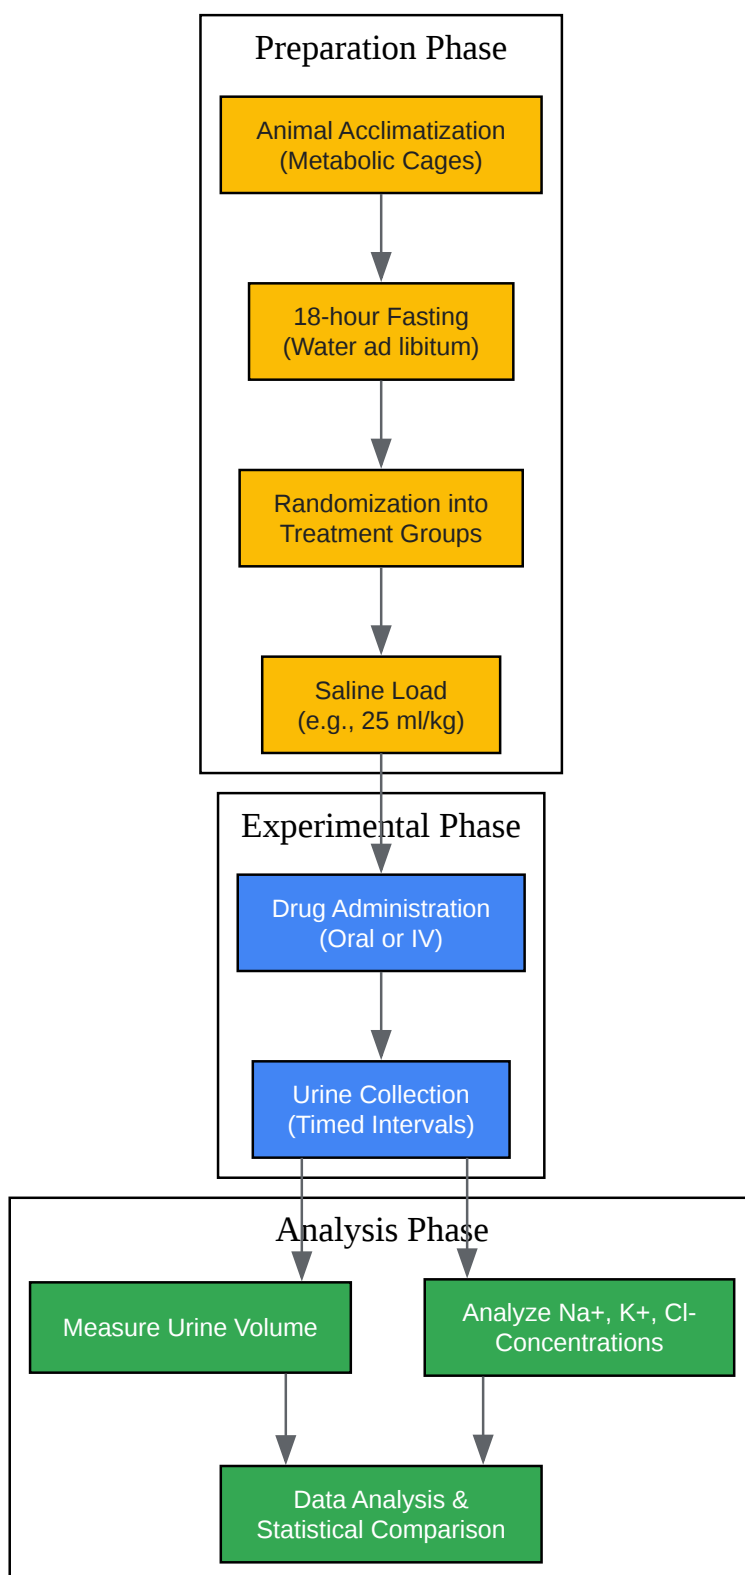 Preparation Phase
Animal Acclimatization
(Metabolic Cages)
18-hour Fasting
(Water ad libitum)
Randomization into
Treatment Groups
Saline Load
(e.g., 25 ml/kg)
Experimental Phase
Drug Administration
(Oral or IV)
Urine Collection
(Timed Intervals)
Analysis Phase
Measure Urine Volume
Analyze Na+, K+, Cl-
Concentrations
Data Analysis &
Statistical Comparison